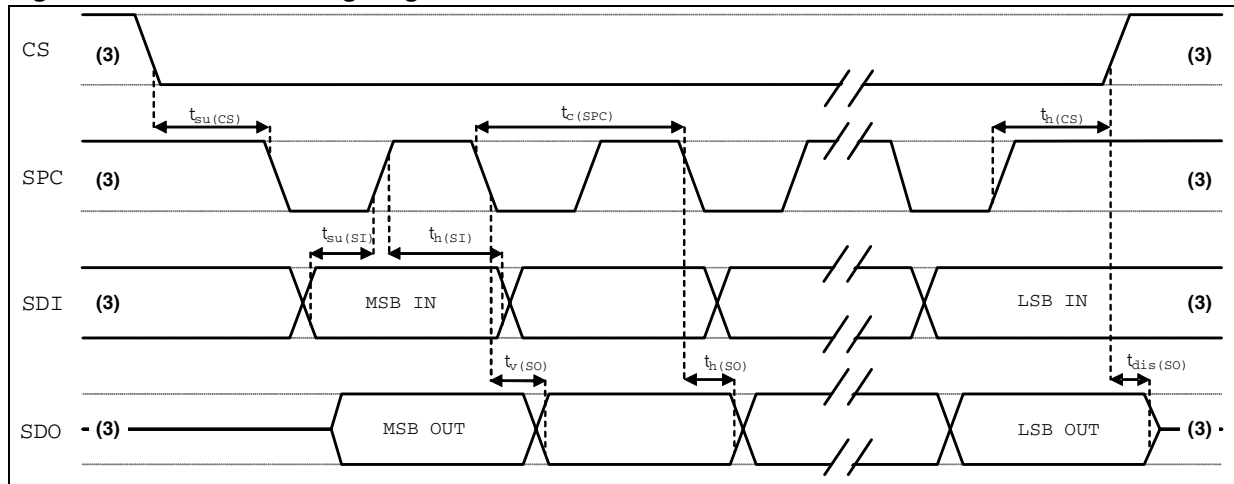 CS (3) (3)
t_su(CS) t_c(SPC) t_h(CS)
SPC (3) (3)
t_su(SI) t_h(SI)
SDI (3) MSB IN LSB IN (3)
t_v(SO) t_h(SO) t_dis(SO)
SDO (3) MSB OUT LSB OUT (3)